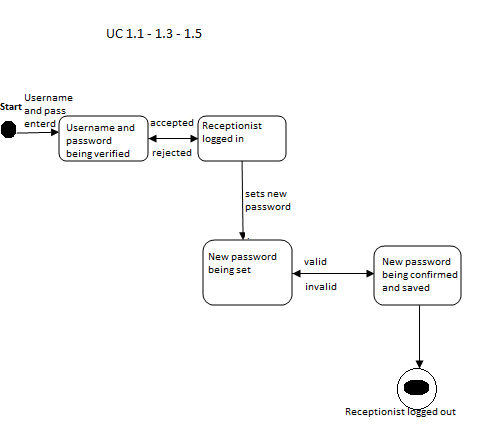 UC 1.1 - 1.3 - 1.5
Start
Username
and pass
enterd
Username and
password
being verified
accepted
rejected
Receptionist
logged in
sets new
password
New password
being set
valid
invalid
New password
being confirmed
and saved
Receptionist logged out